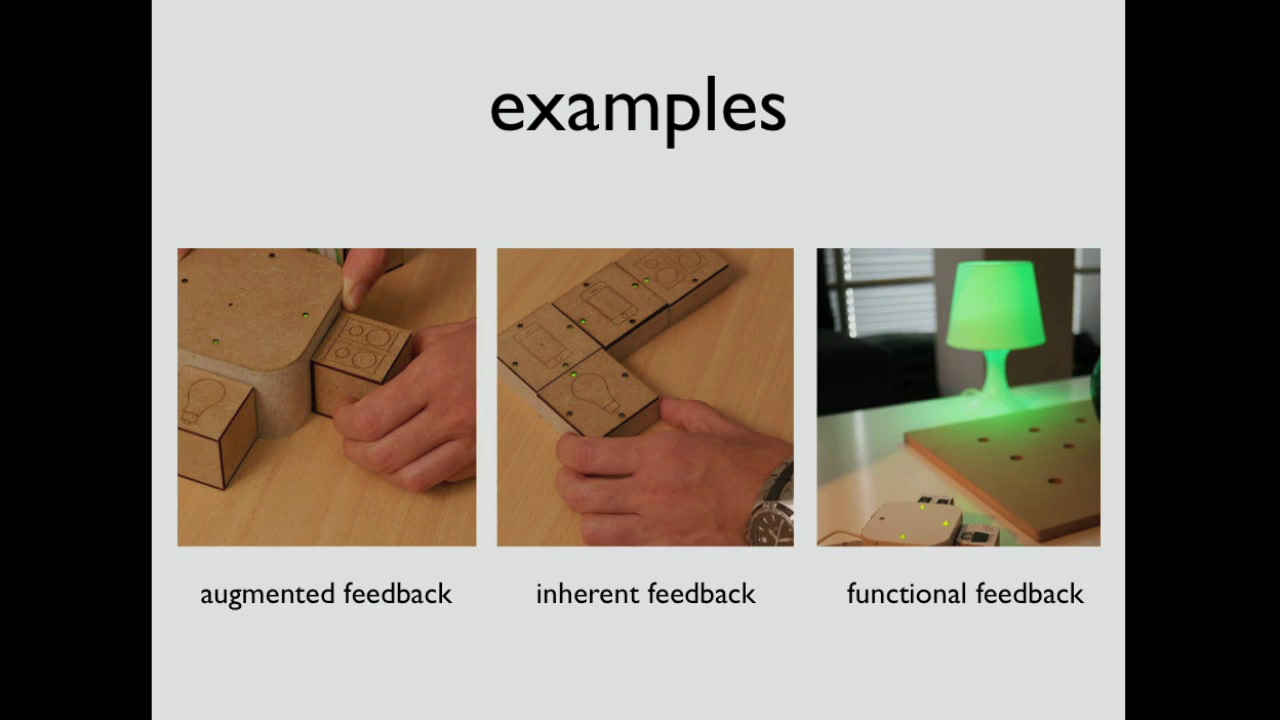 examples
augmented feedback
inherent feedback
functional feedback